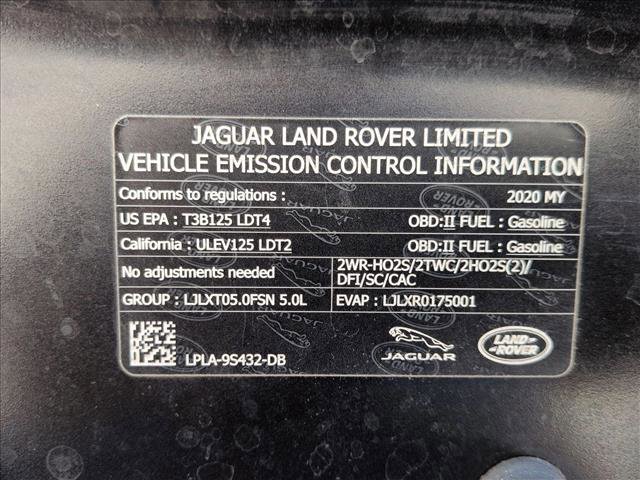 JAGUAR LAND ROVER LIMITED
VEHICLE EMISSION CONTROL INFORMATION
Conforms to regulations : 2020 MY
US EPA : T3B125 LDT4 OBD:II FUEL : Gasoline
California : ULEV125 LDT2 OBD:II FUEL : Gasoline
No adjustments needed 2WR-HO2S/2TWC/2HO2S(2)/
DFI/SC/CAC
GROUP : LJLXT05.0FSN 5.0L EVAP : LJLXR0175001
LPLA-9S432-DB JAGUAR LAND ROVER